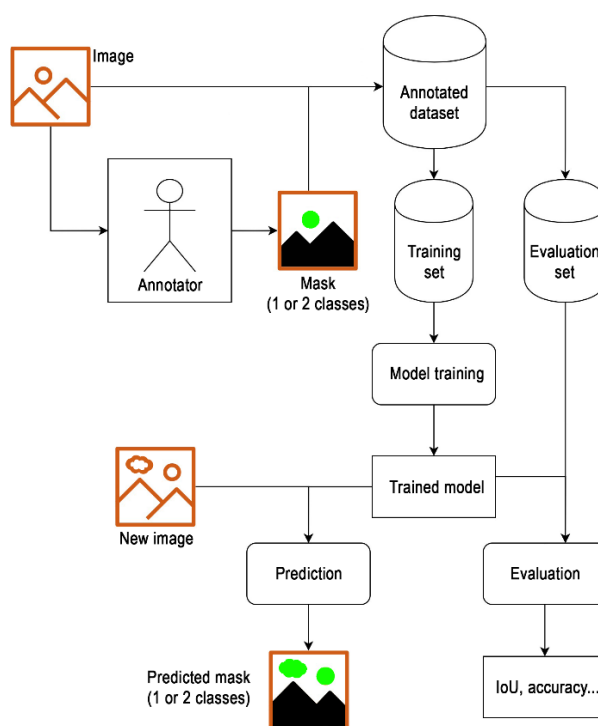 Image
Annotated
dataset
Annotator
Mask
(1 or 2 classes)
Training
set
Evaluation
set
Model training
Trained model
New image
Prediction
Evaluation
Predicted mask
(1 or 2 classes)
IoU, accuracy...